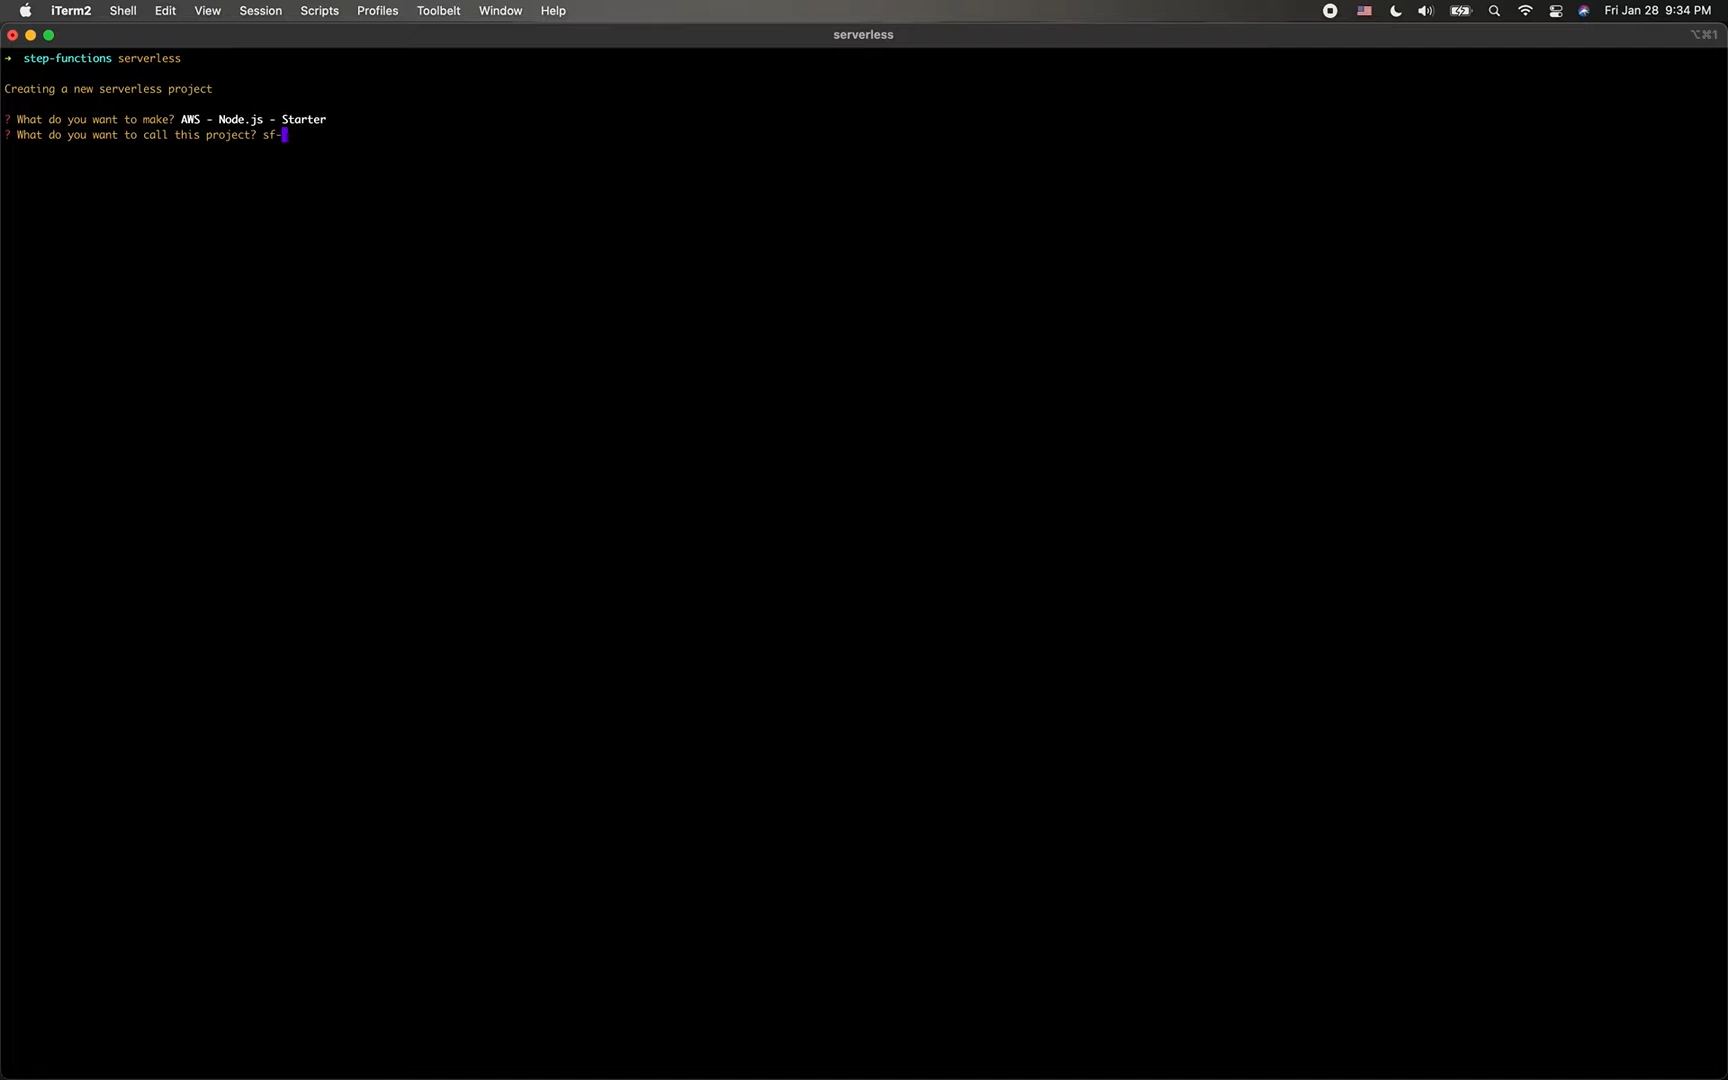 iTerm2 Shell Edit View Session Scripts Profiles Toolbelt Window Help Fri Jan 28 9:34 PM
serverless ⌥⌘1
➜ step-functions serverless
Creating a new serverless project
? What do you want to make? AWS - Node.js - Starter
? What do you want to call this project? sf-